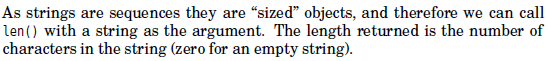 As strings are sequences they are “sized” objects, and therefore we can call
len() with a string as the argument. The length returned is the number of
characters in the string (zero for an empty string).